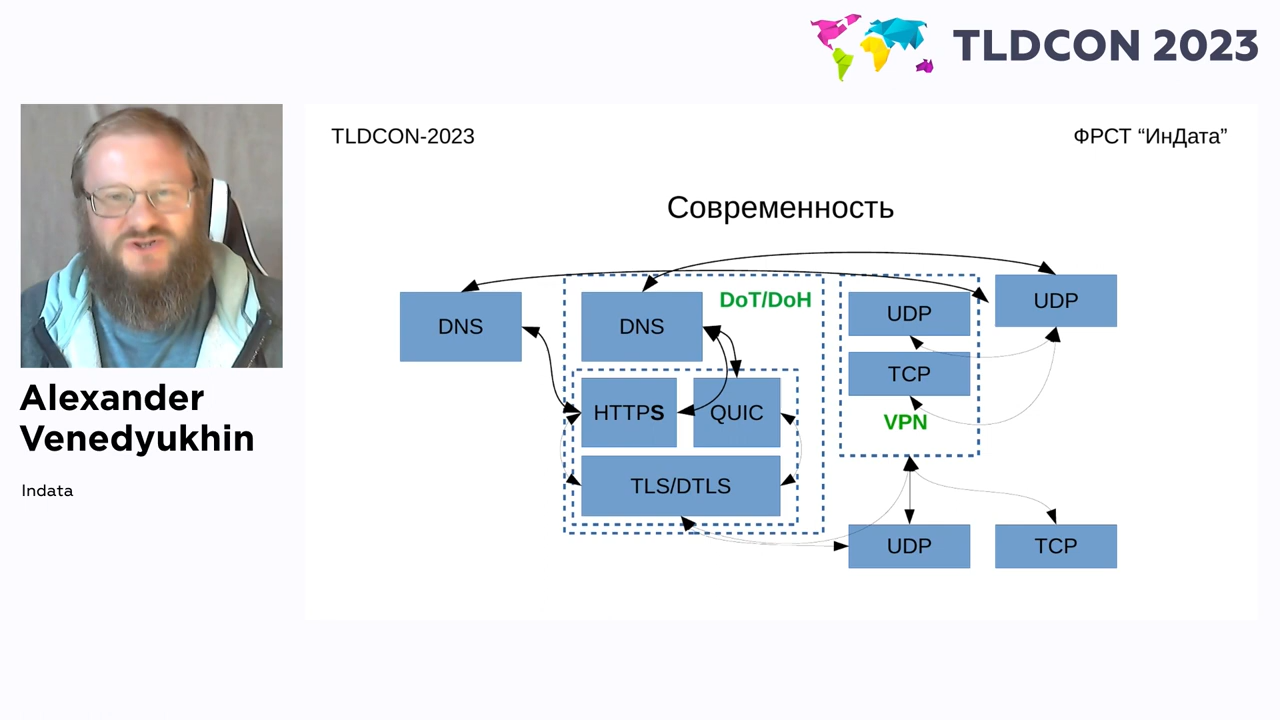 TLDCON 2023
TLDCON-2023
ФРСТ “ИнДата”
Современность
DNS
DNS
DoT/DoH
UDP
UDP
TCP
HTTPS
QUIC
VPN
TLS/DTLS
UDP
TCP
Alexander
Venedyukhin
Indata